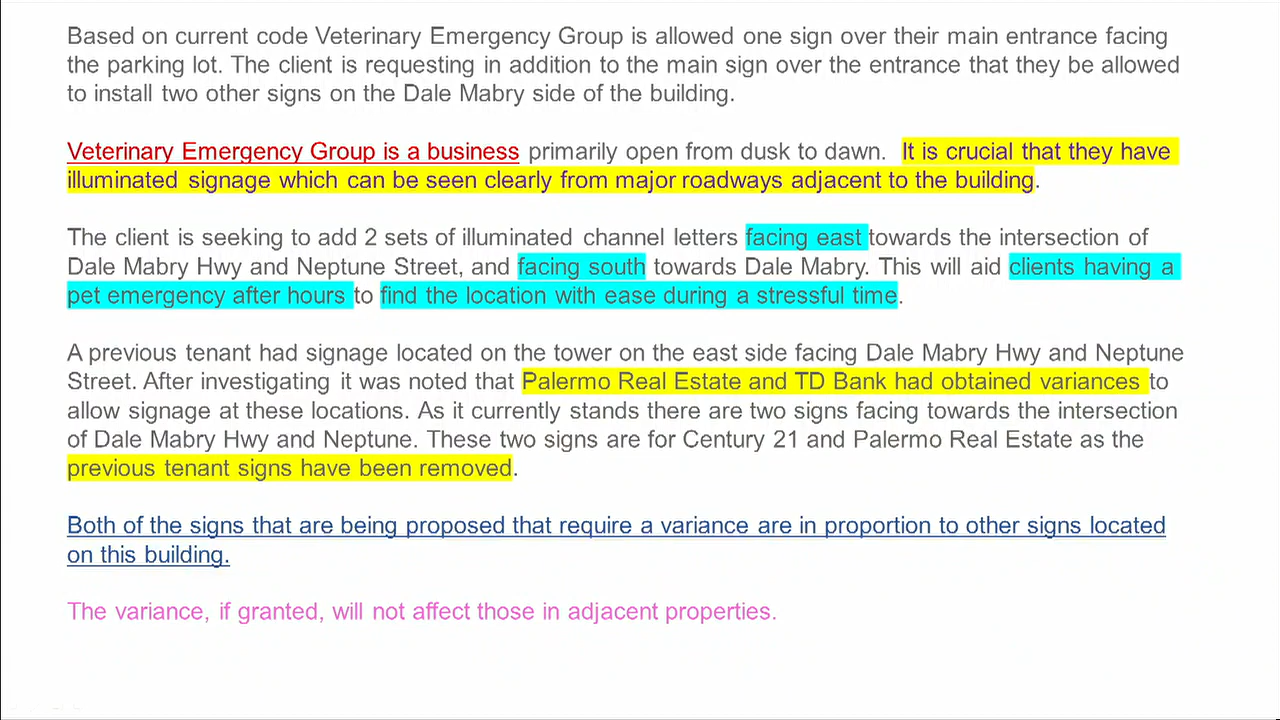 Based on current code Veterinary Emergency Group is allowed one sign over their main entrance facing
the parking lot. The client is requesting in addition to the main sign over the entrance that they be allowed
to install two other signs on the Dale Mabry side of the building.
Veterinary Emergency Group is a business primarily open from dusk to dawn. It is crucial that they have
illuminated signage which can be seen clearly from major roadways adjacent to the building.
The client is seeking to add 2 sets of illuminated channel letters facing east towards the intersection of
Dale Mabry Hwy and Neptune Street, and facing south towards Dale Mabry. This will aid clients having a
pet emergency after hours to find the location with ease during a stressful time.
A previous tenant had signage located on the tower on the east side facing Dale Mabry Hwy and Neptune
Street. After investigating it was noted that Palermo Real Estate and TD Bank had obtained variances to
allow signage at these locations. As it currently stands there are two signs facing towards the intersection
of Dale Mabry Hwy and Neptune. These two signs are for Century 21 and Palermo Real Estate as the
previous tenant signs have been removed.
Both of the signs that are being proposed that require a variance are in proportion to other signs located
on this building.
The variance, if granted, will not affect those in adjacent properties.